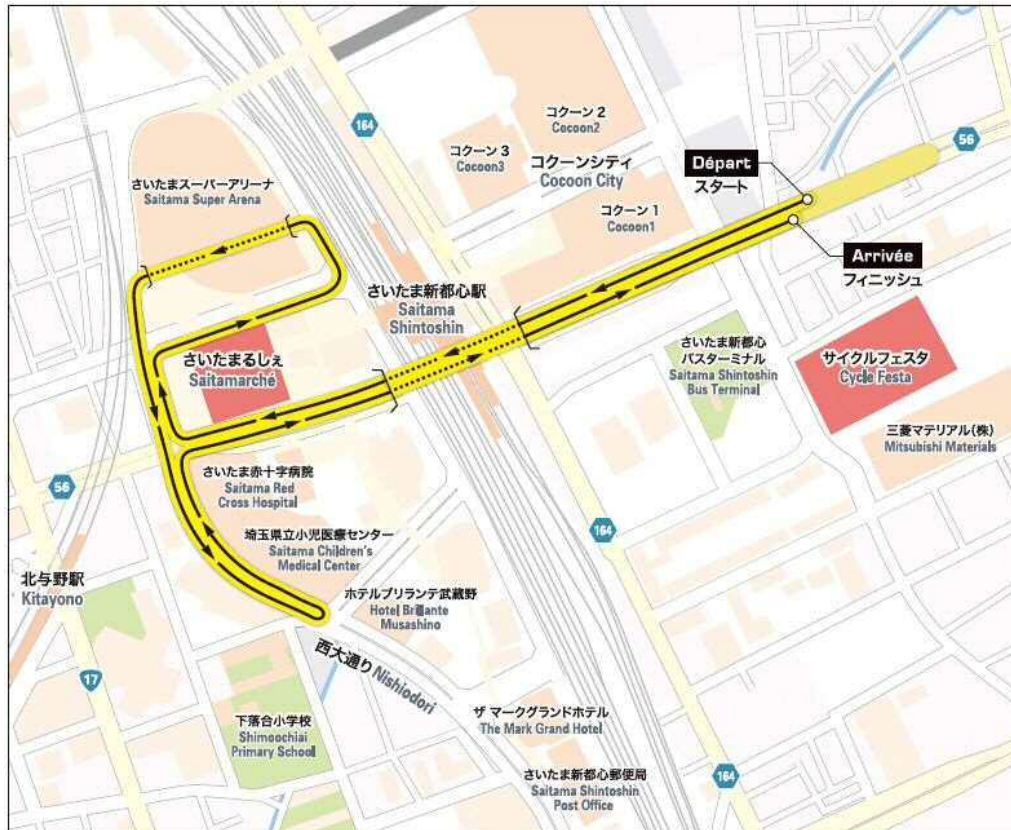 164
コクーン 2
Cocoon2
コクーン 3
Cocoon3
コクーンシティ
Cocoon City
コクーン 1
Cocoon1
Départ
スタート
56
さいたまスーパーアリーナ
Saitama Super Arena
Arrivée
フィニッシュ
さいたま新都心駅
Saitama
Shintoshin
さいたまるしぇ
Saitamarché
さいたま新都心
バスターミナル
Saitama Shintoshin
Bus Terminal
サイクルフェスタ
Cycle Festa
三菱マテリアル(株)
Mitsubishi Materials
56
さいたま赤十字病院
Saitama Red
Cross Hospital
164
埼玉県立小児医療センター
Saitama Children's
Medical Center
北与野駅
Kitayono
ホテルブリランテ武蔵野
Hotel Brillante
Musashino
17
西大通り Nishiodori
下落合小学校
Shimoochiai
Primary School
ザ マークグランドホテル
The Mark Grand Hotel
さいたま新都心郵便局
Saitama Shintoshin
Post Office
164